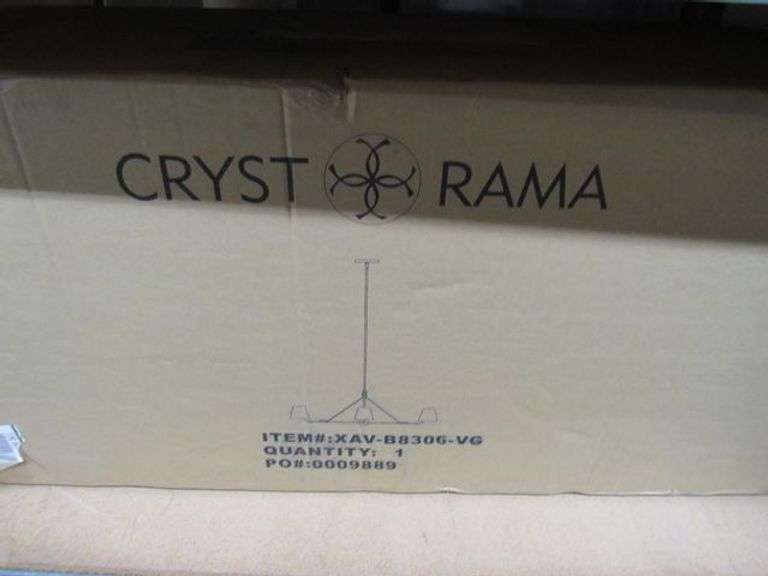 CRYST RAMA
ITEM#:XAV-B8306-VG
QUANTITY: 1
PO#:0009889